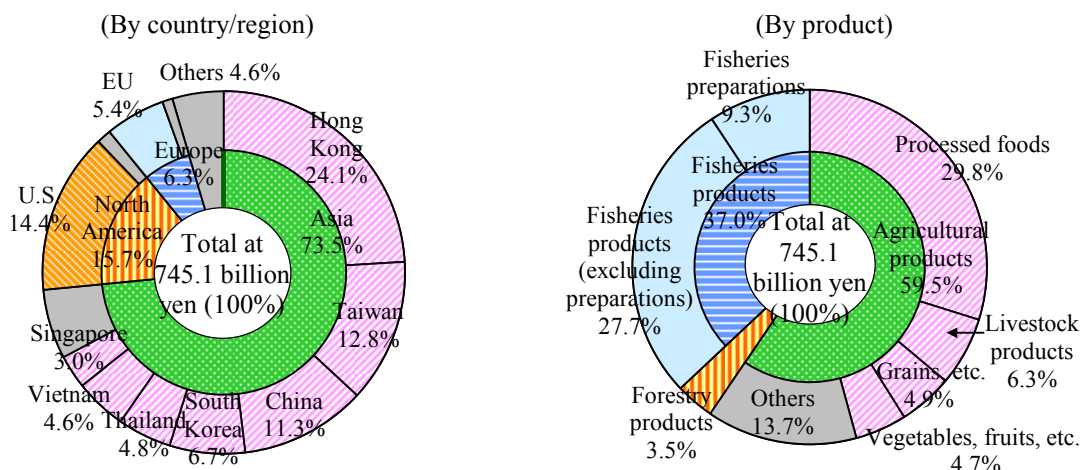 (By country/region)
Others 4.6%
EU
5.4%
Hong
Kong
24.1%
Europe
6.3%
U.S.
14.4%
North
America
15.7%
Asia
73.5%
Total at
745.1 billion
yen (100%)
Taiwan
12.8%
Singapore
3.0%
Vietnam
4.6%
Thailand
4.8%
South
Korea
6.7%
China
11.3%
(By product)
Fisheries
preparations
9.3%
Processed foods
29.8%
Fisheries
products
37.0%
Fisheries
products
(excluding
preparations)
27.7%
Total at
745.1
billion
yen
(100%)
Agricultural
products
59.5%
Livestock
products
6.3%
Grains, etc.
4.9%
Forestry
products
3.5%
Others
13.7%
Vegetables, fruits, etc.
4.7%